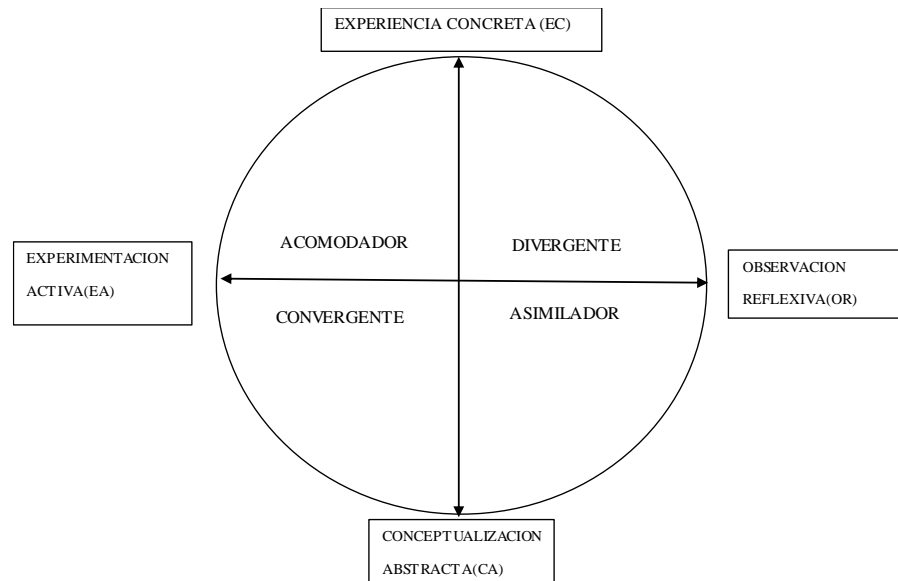 EXPERIENCIA CONCRETA (EC)
ACOMODADOR
DIVERGENTE
EXPERIMENTACION
ACTIVA(EA)
OBSERVACION
REFLEXIVA(OR)
CONVERGENTE
ASIMILADOR
CONCEPTUALIZACION
ABSTRACTA(CA)